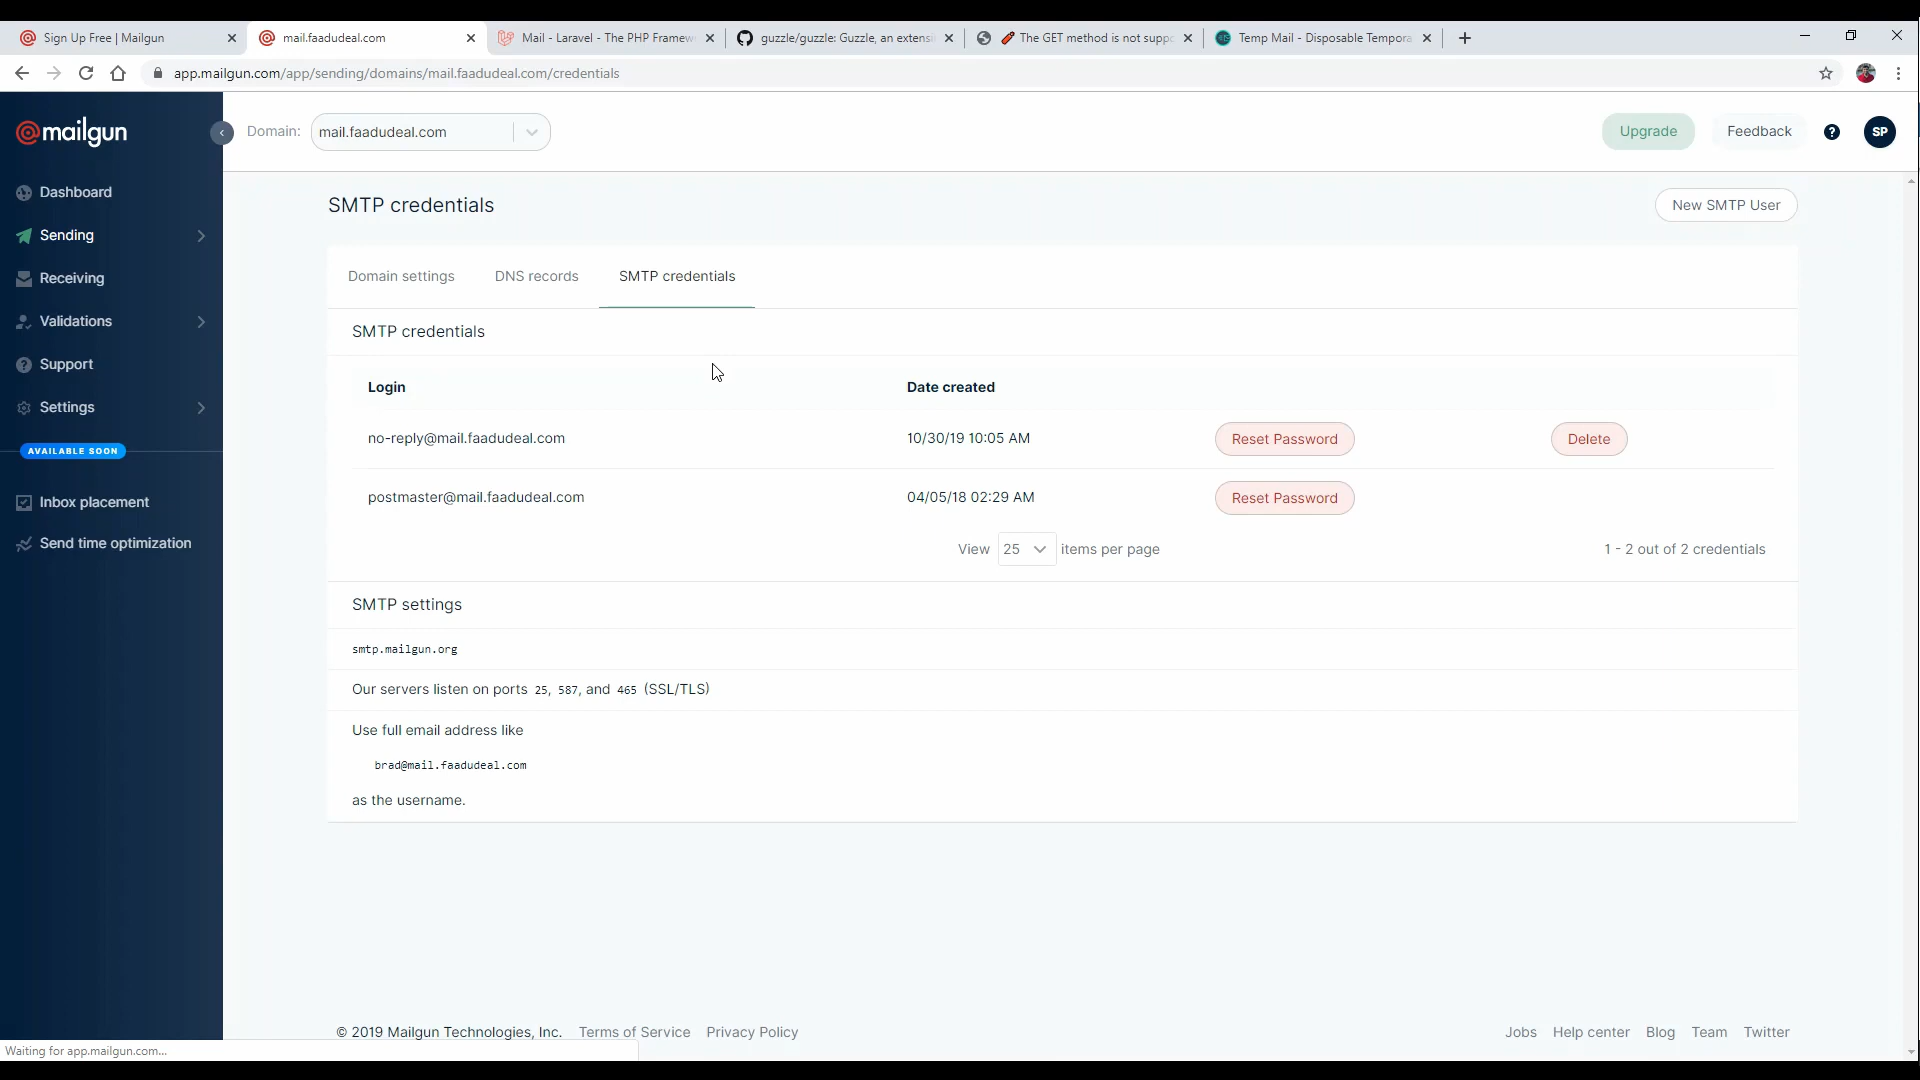 Sign Up Free | Mailgun
mail.faadudeal.com
Mail - Laravel - The PHP Framew
guzzle/guzzle: Guzzle, an extensi
The GET method is not suppo
Temp Mail - Disposable Tempora
app.mailgun.com/app/sending/domains/mail.faadudeal.com/credentials
@mailgun
Domain:
mail.faadudeal.com
Upgrade
Feedback
?
SP
Dashboard
Sending
Receiving
Validations
Support
Settings
AVAILABLE SOON
Inbox placement
Send time optimization
SMTP credentials
New SMTP User
Domain settings
DNS records
SMTP credentials
SMTP credentials
Login
Date created
no-reply@mail.faadudeal.com
10/30/19 10:05 AM
Reset Password
Delete
postmaster@mail.faadudeal.com
04/05/18 02:29 AM
Reset Password
View 25 items per page
1 - 2 out of 2 credentials
SMTP settings
smtp.mailgun.org
Our servers listen on ports 25, 587, and 465 (SSL/TLS)
Use full email address like
brad@mail.faadudeal.com
as the username.
© 2019 Mailgun Technologies, Inc.
Terms of Service
Privacy Policy
Jobs
Help center
Blog
Team
Twitter
Waiting for app.mailgun.com...